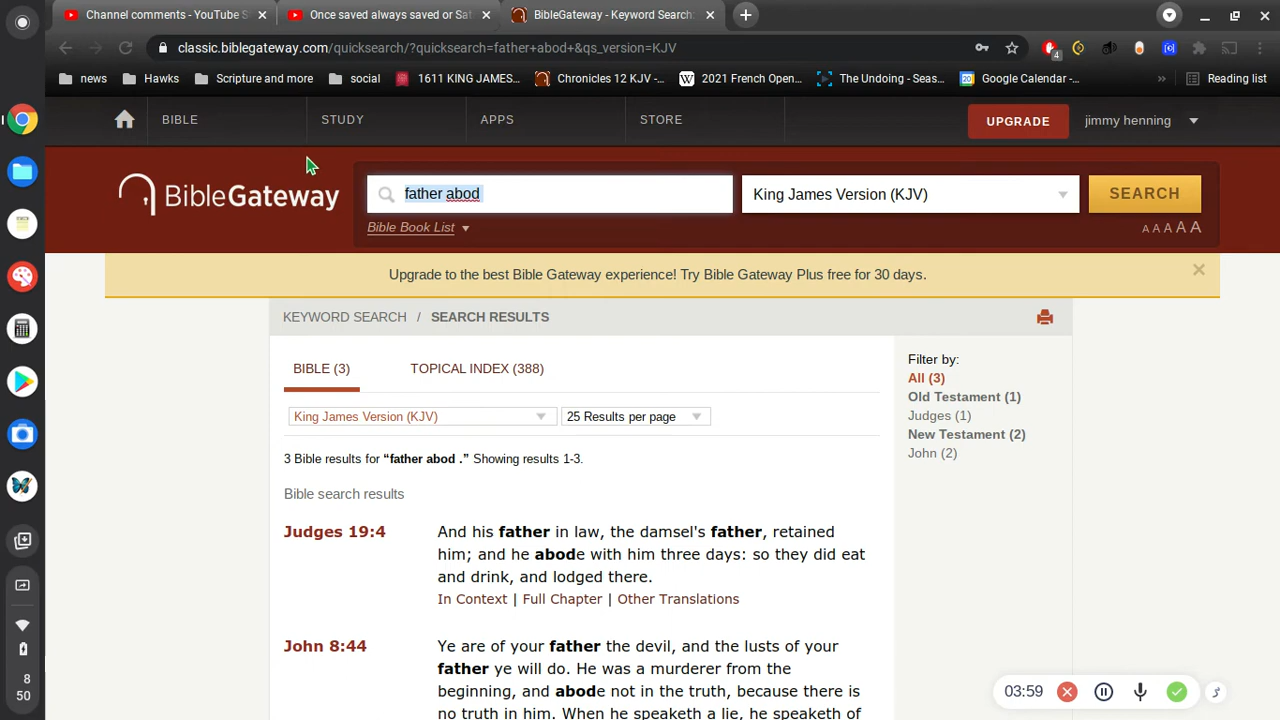 Channel comments - YouTube S
Once saved always saved or Sat
BibleGateway - Keyword Search:
classic.biblegateway.com/quicksearch/?quicksearch=father+abod+&qs_version=KJV
4
news
Hawks
Scripture and more
social
1611 KING JAMES...
Chronicles 12 KJV -...
2021 French Open...
The Undoing - Seas...
Google Calendar -...
»
Reading list
BIBLE
STUDY
APPS
STORE
UPGRADE
jimmy henning
BibleGateway
father abod
King James Version (KJV)
SEARCH
Bible Book List
A A A A A
Upgrade to the best Bible Gateway experience! Try Bible Gateway Plus free for 30 days.
KEYWORD SEARCH / SEARCH RESULTS
BIBLE (3)
TOPICAL INDEX (388)
King James Version (KJV)
25 Results per page
3 Bible results for “father abod .” Showing results 1-3.
Bible search results
Judges 19:4
And his father in law, the damsel's father, retained
him; and he abode with him three days: so they did eat
and drink, and lodged there.
In Context | Full Chapter | Other Translations
John 8:44
Ye are of your father the devil, and the lusts of your
father ye will do. He was a murderer from the
beginning, and abode not in the truth, because there is
no truth in him. When he speaketh a lie, he speaketh of
Filter by:
All (3)
Old Testament (1)
Judges (1)
New Testament (2)
John (2)
03:59
8
50